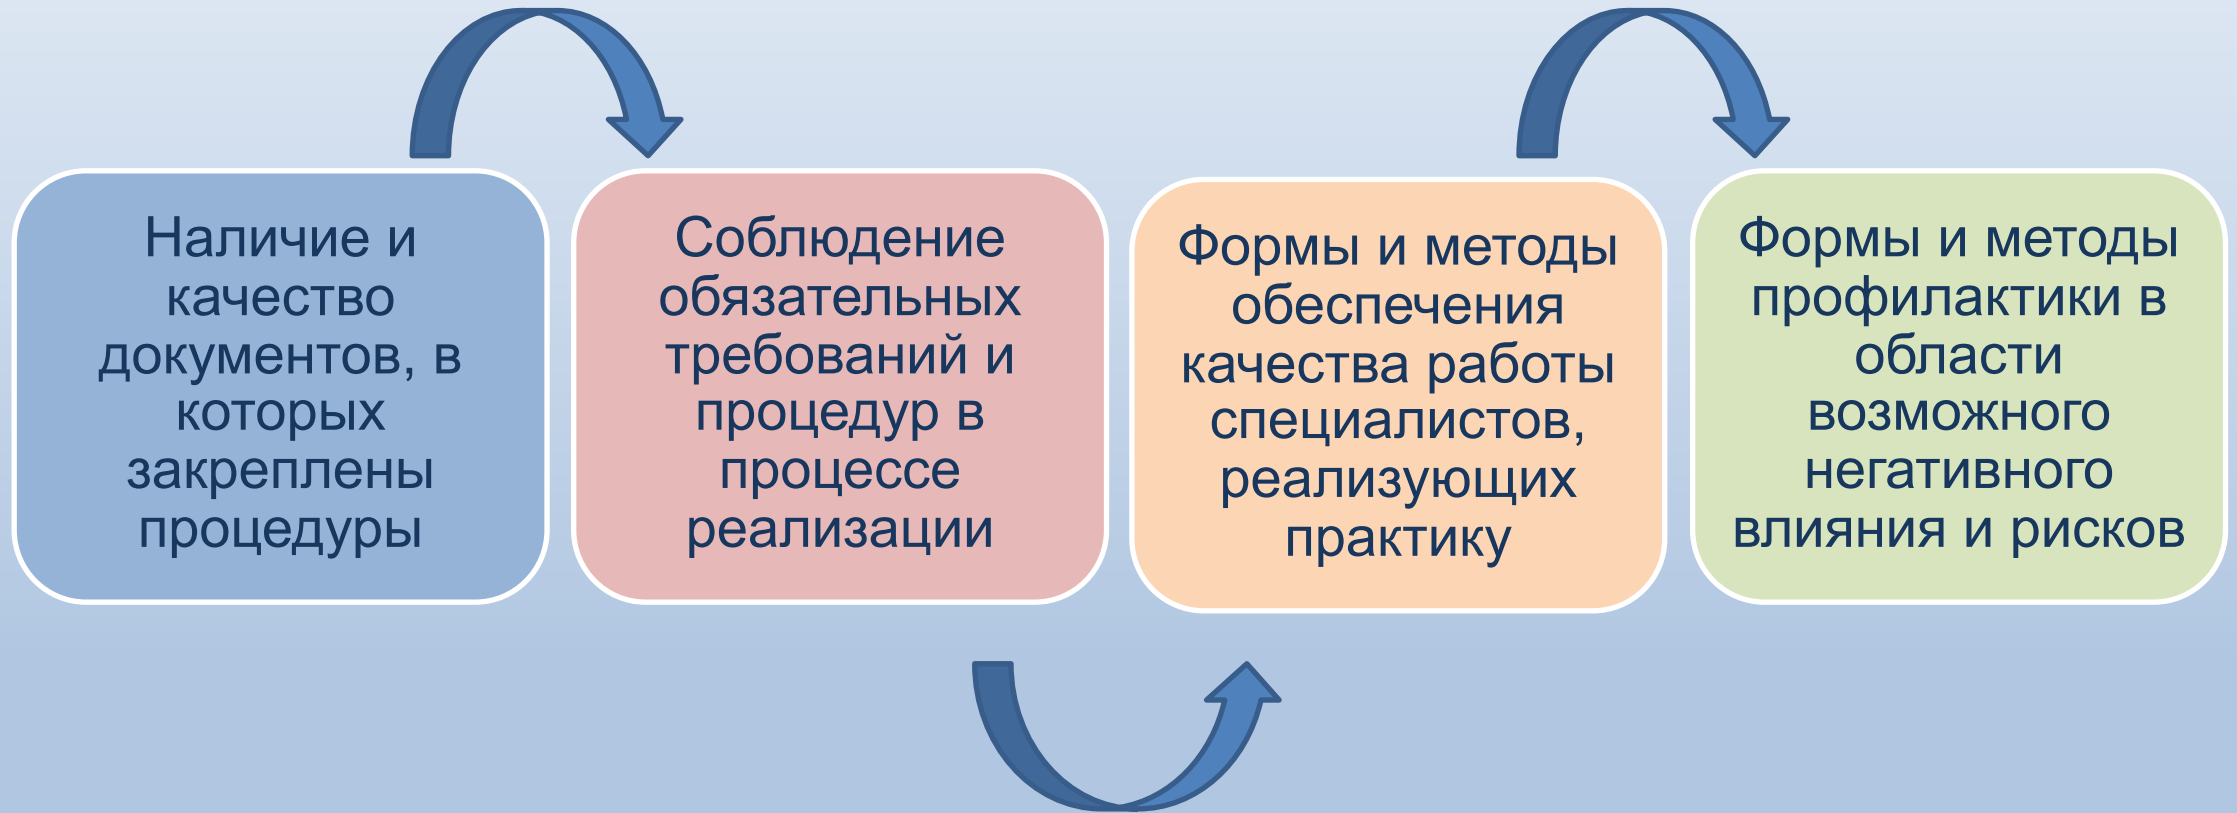 Наличие и
качество
документов, в
которых
закреплены
процедуры
Соблюдение
обязательных
требований и
процедур в
процессе
реализации
Формы и методы
обеспечения
качества работы
специалистов,
реализующих
практику
Формы и методы
профилактики в
области
возможного
негативного
влияния и рисков